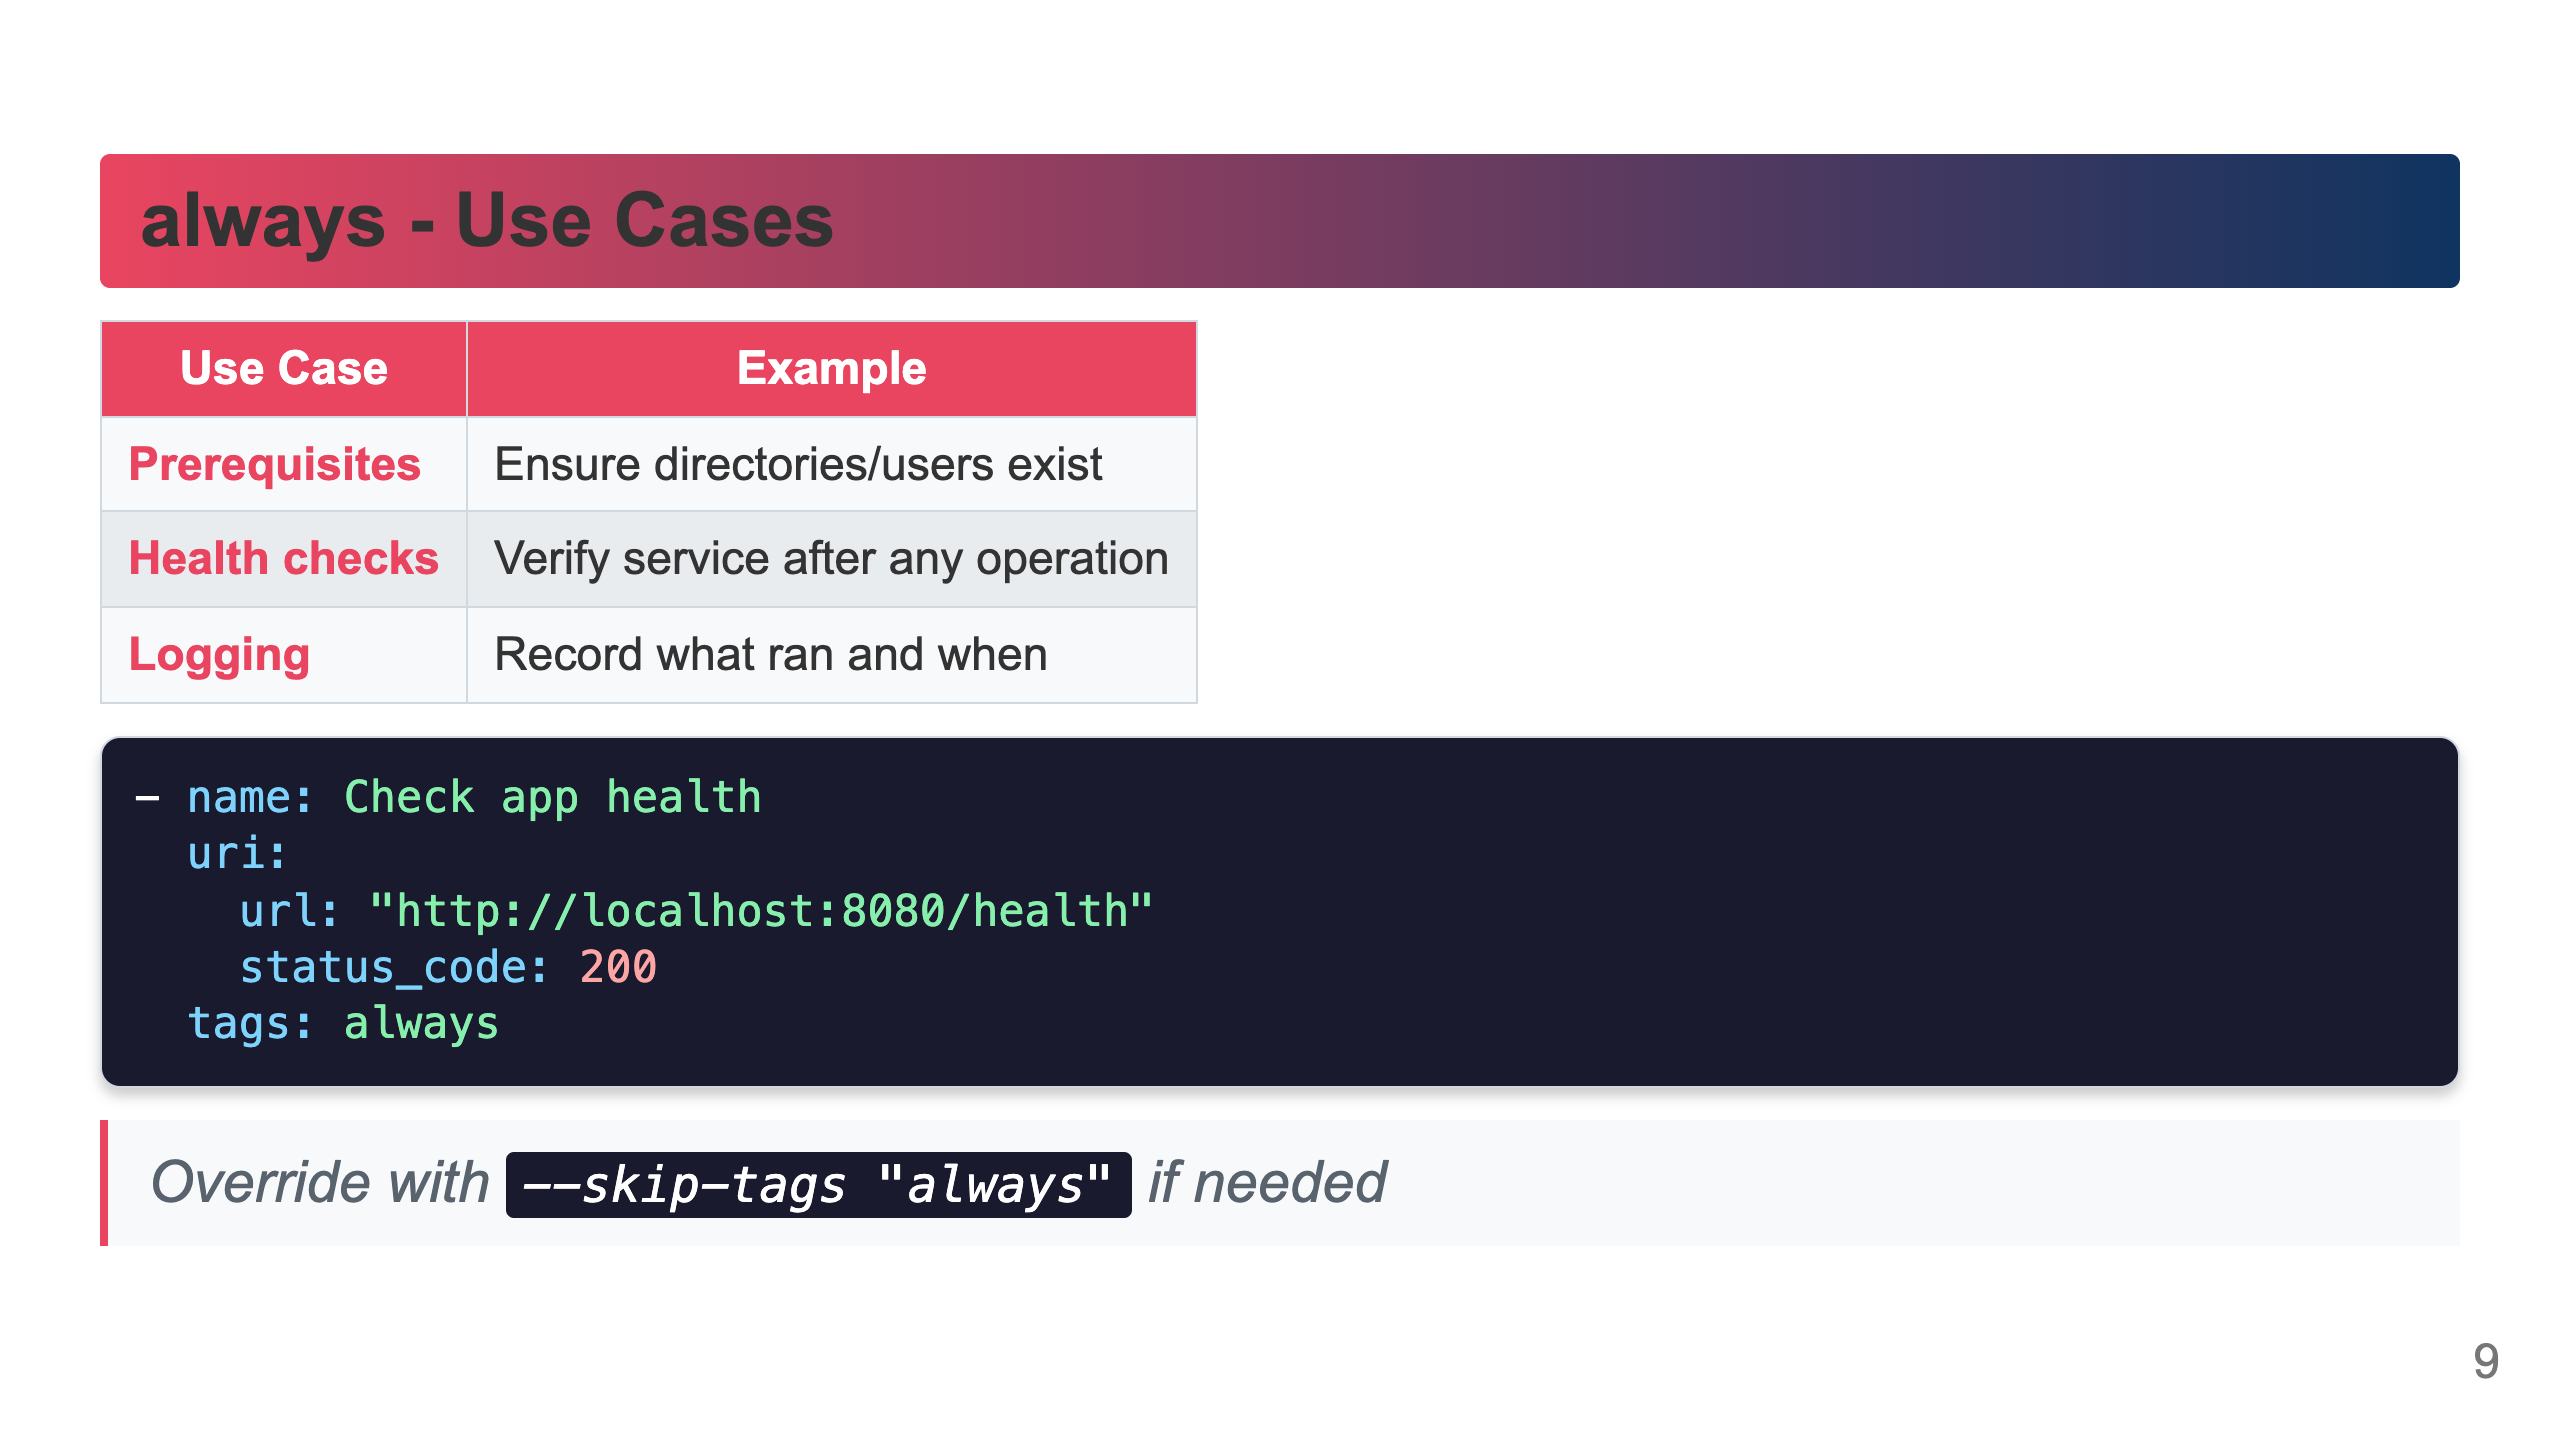 always - Use Cases
Use Case Example
Prerequisites Ensure directories/users exist
Health checks Verify service after any operation
Logging Record what ran and when
- name: Check app health
  uri:
    url: "http://localhost:8080/health"
    status_code: 200
  tags: always
Override with --skip-tags "always" if needed
9